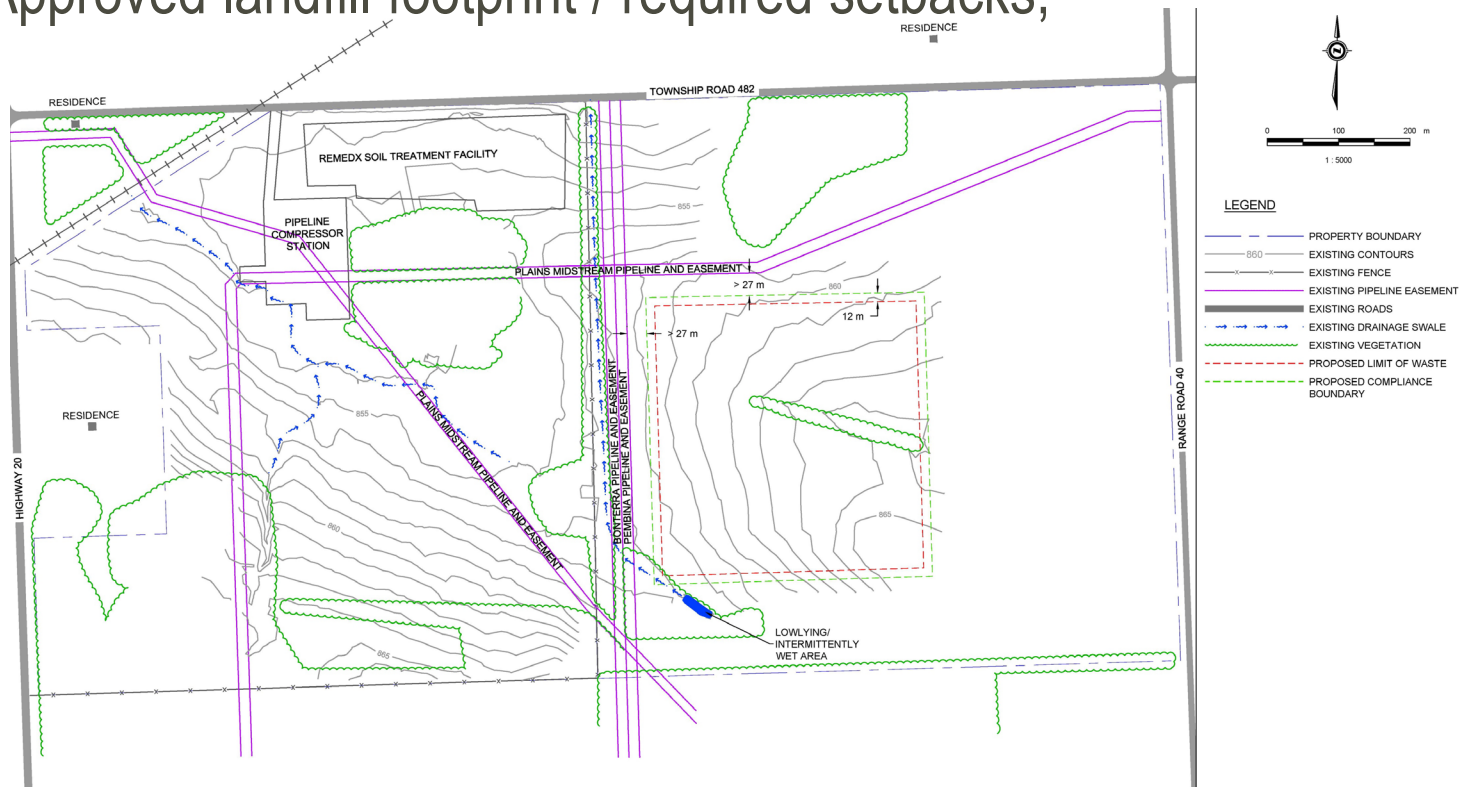 Approved landfill footprint / required setbacks,
RESIDENCE
TOWNSHIP ROAD 482
RESIDENCE
REMEDX SOIL TREATMENT FACILITY
PIPELINE
COMPRESSOR
STATION
855
PLAINS MIDSTREAM PIPELINE AND EASEMENT
> 27 m
860
12 m
> 27 m
BONTERRA PIPELINE AND EASEMENT
PEMBINA PIPELINE AND EASEMENT
PLAINS MIDSTREAM PIPELINE AND EASEMENT
855
RESIDENCE
HIGHWAY 20
RANGE ROAD 40
860
865
865
LOWLYING/
INTERMITTENTLY
WET AREA
N
0 100 200 m
1 : 5000
LEGEND
PROPERTY BOUNDARY
860 EXISTING CONTOURS
x x EXISTING FENCE
EXISTING PIPELINE EASEMENT
EXISTING ROADS
EXISTING DRAINAGE SWALE
EXISTING VEGETATION
PROPOSED LIMIT OF WASTE
PROPOSED COMPLIANCE
BOUNDARY